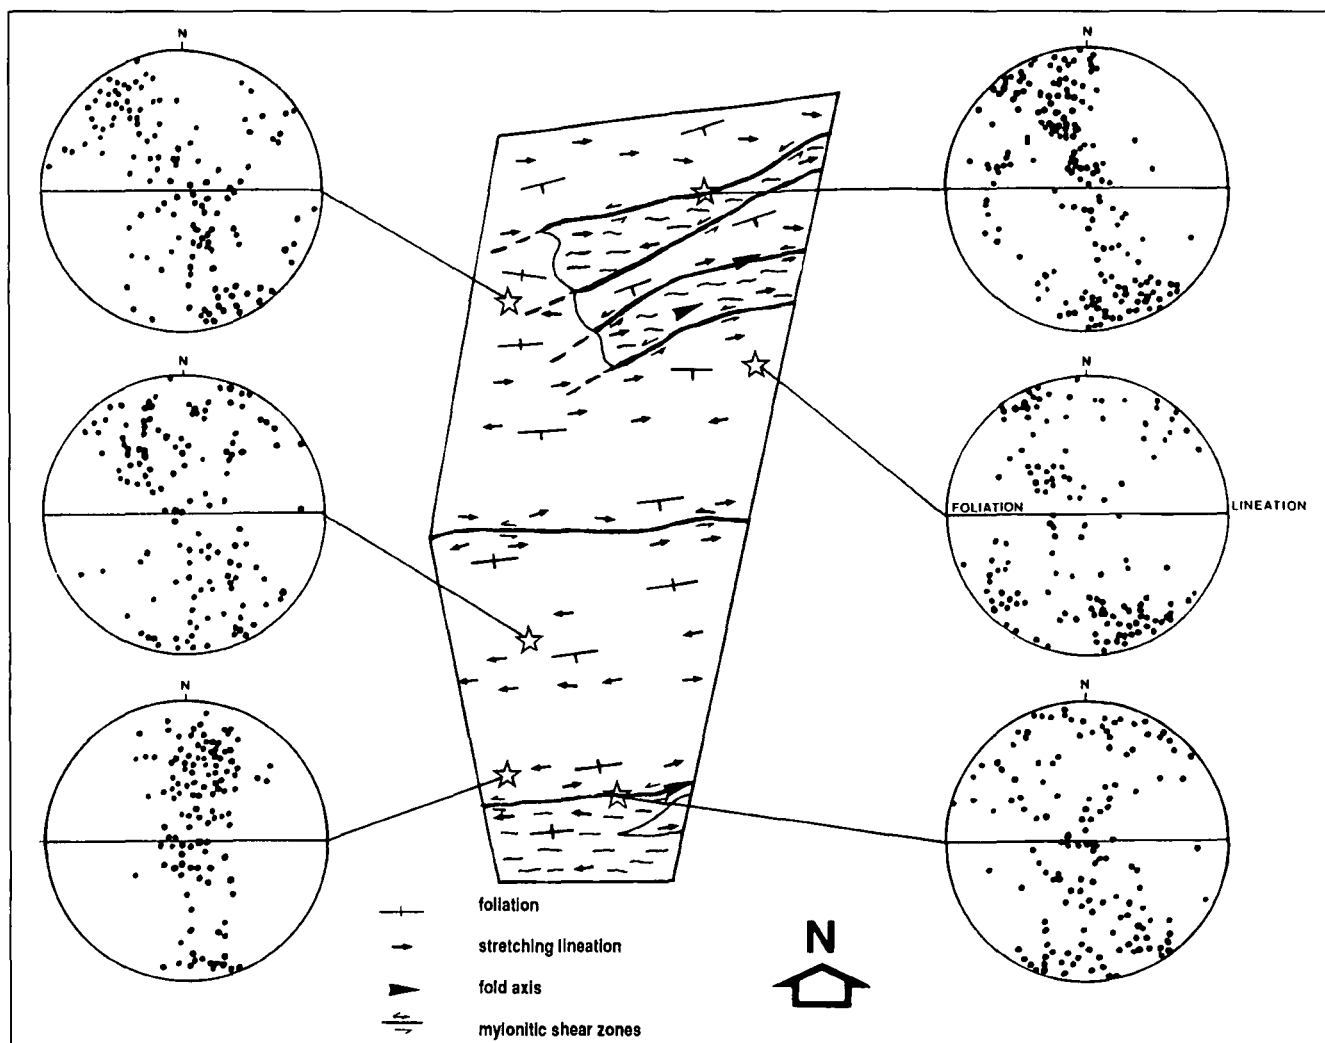 N
N
N
N
FOLIATION
LINEATION
N
N
foliation
stretching lineation
fold axis
mylonitic shear zones
N